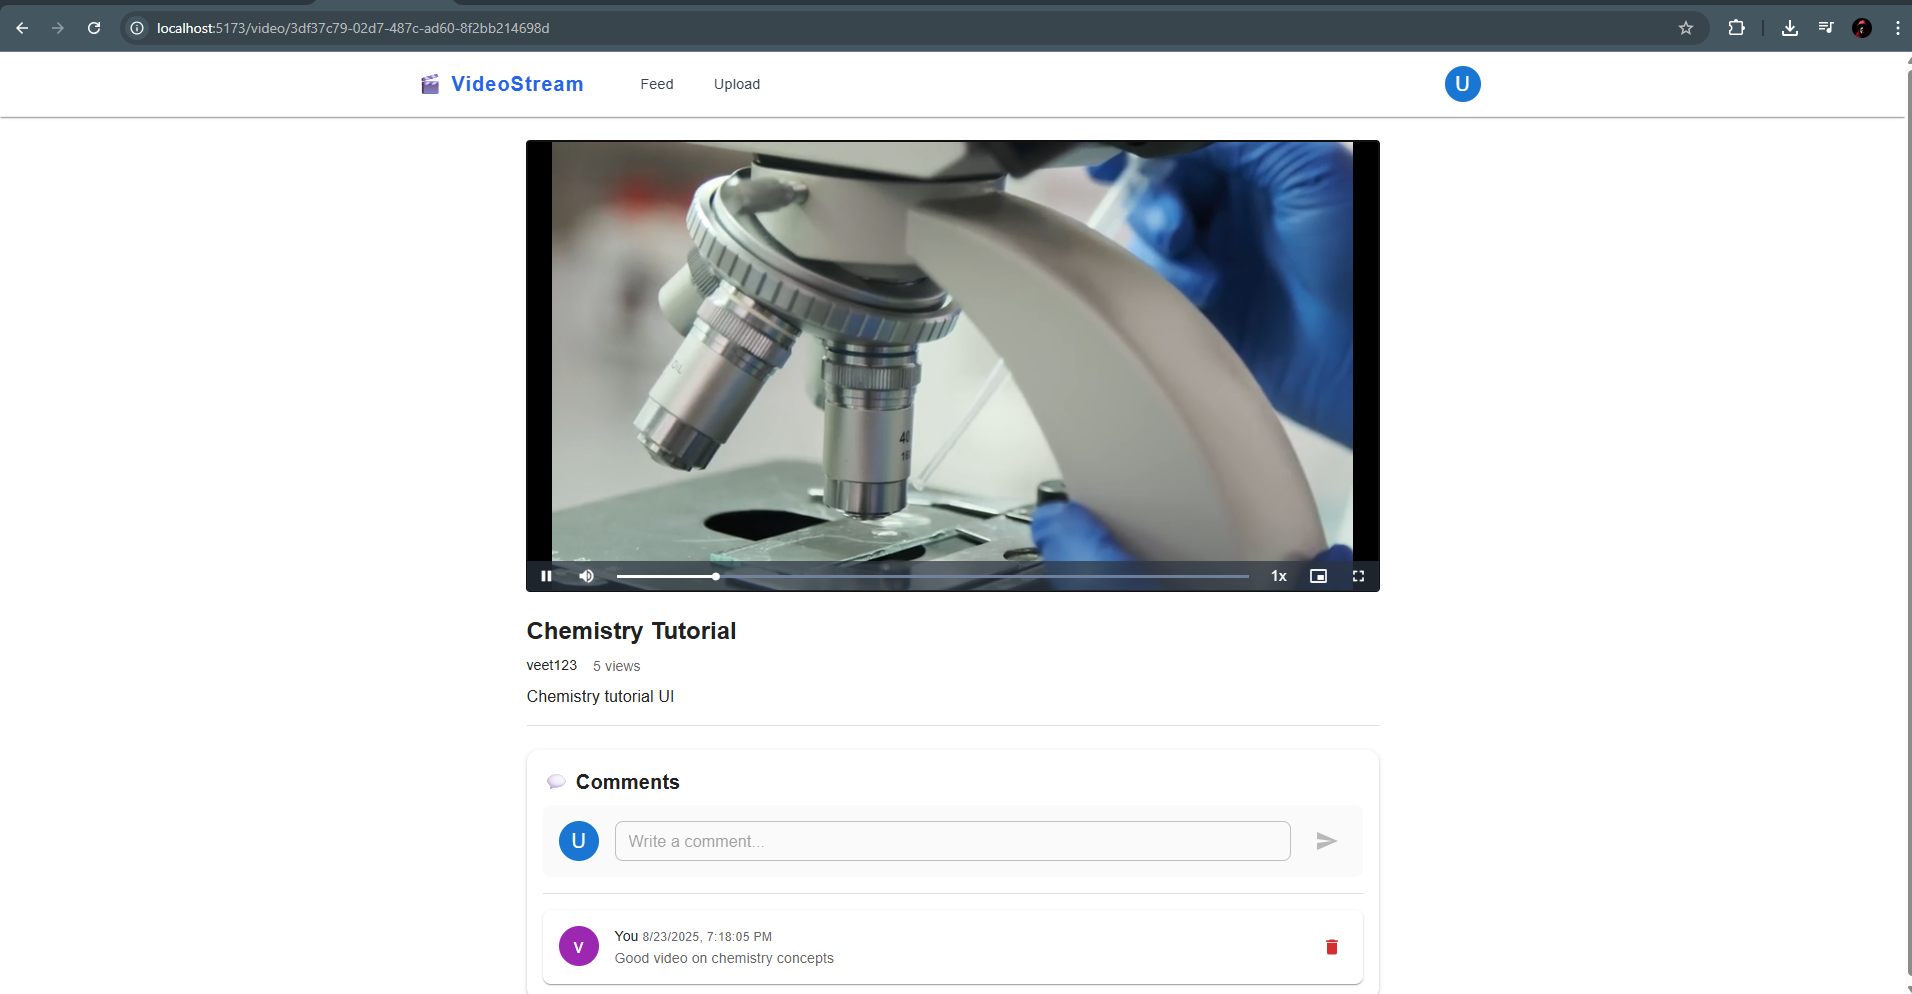 localhost:5173/video/3df37c79-02d7-487c-ad60-8f2bb214698d
VideoStream Feed Upload U
40
1x
Chemistry Tutorial
veet123 5 views
Chemistry tutorial UI
Comments
U Write a comment...
V You 8/23/2025, 7:18:05 PM
Good video on chemistry concepts